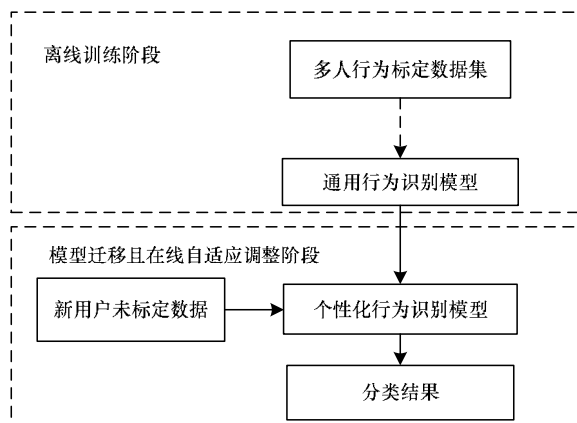 离线训练阶段
多人行为标定数据集
通用行为识别模型
模型迁移且在线自适应调整阶段
新用户未标定数据
个性化行为识别模型
分类结果